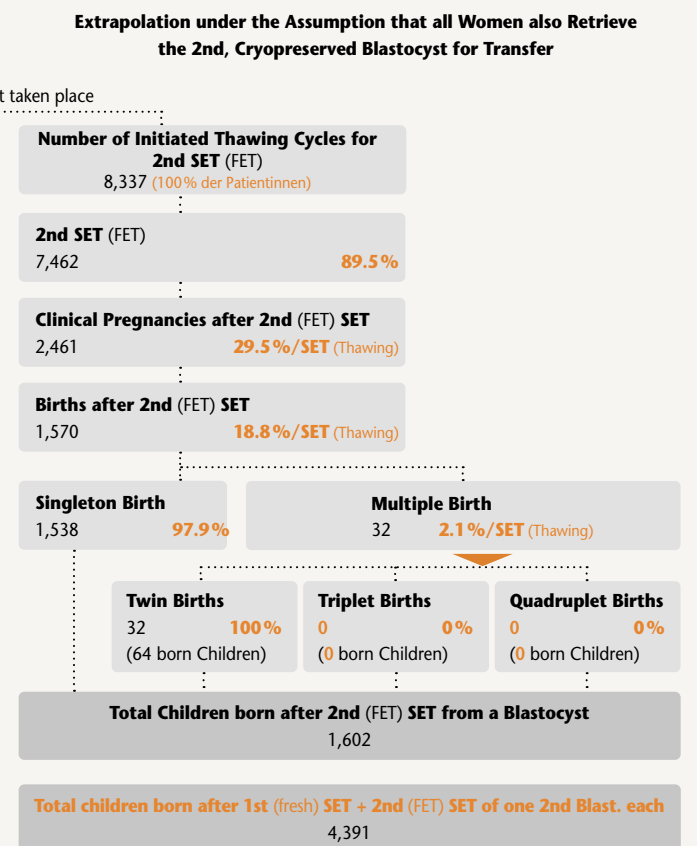 Extrapolation under the Assumption that all Women also Retrieve
the 2nd, Cryopreserved Blastocyst for Transfer
t taken place
Number of Initiated Thawing Cycles for
2nd SET (FET)
8,337 (100% der Patientinnen)
2nd SET (FET)
7,462 89.5%
Clinical Pregnancies after 2nd (FET) SET
2,461 29.5%/SET (Thawing)
Births after 2nd (FET) SET
1,570 18.8%/SET (Thawing)
Singleton Birth
1,538 97.9%
Multiple Birth
32 2.1%/SET (Thawing)
Twin Births
32 100%
(64 born Children)
Triplet Births
0 0%
(0 born Children)
Quadruplet Births
0 0%
(0 born Children)
Total Children born after 2nd (FET) SET from a Blastocyst
1,602
Total children born after 1st (fresh) SET + 2nd (FET) SET of one 2nd Blast. each
4,391